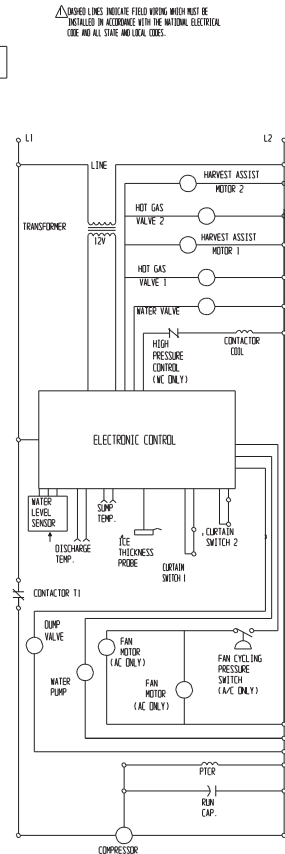 DASHED LINES INDICATE FIELD WIRING WHICH MUST BE
INSTALLED IN ACCORDANCE WITH THE NATIONAL ELECTRICAL
CODE AND ALL STATE AND LOCAL CODES.
L1
L2
LINE
HARVEST ASSIST
MOTOR 2
HOT GAS
VALVE 2
TRANSFORMER
12V
HARVEST ASSIST
MOTOR 1
HOT GAS
VALVE 1
WATER VALVE
HIGH
PRESSURE
CONTROL
(WC ONLY)
CONTACTOR
COIL
ELECTRONIC CONTROL
WATER
LEVEL
SENSOR
SUMP
TEMP.
DISCHARGE
TEMP.
ICE
THICKNESS
PROBE
CURTAIN
SWITCH 1
CURTAIN
SWITCH 2
CONTACTOR T1
DUMP
VALVE
WATER
PUMP
FAN
MOTOR
(AC ONLY)
FAN
MOTOR
(AC ONLY)
FAN CYCLING
PRESSURE
SWITCH
(A/C ONLY)
PTCR
RUN
CAP.
COMPRESSOR